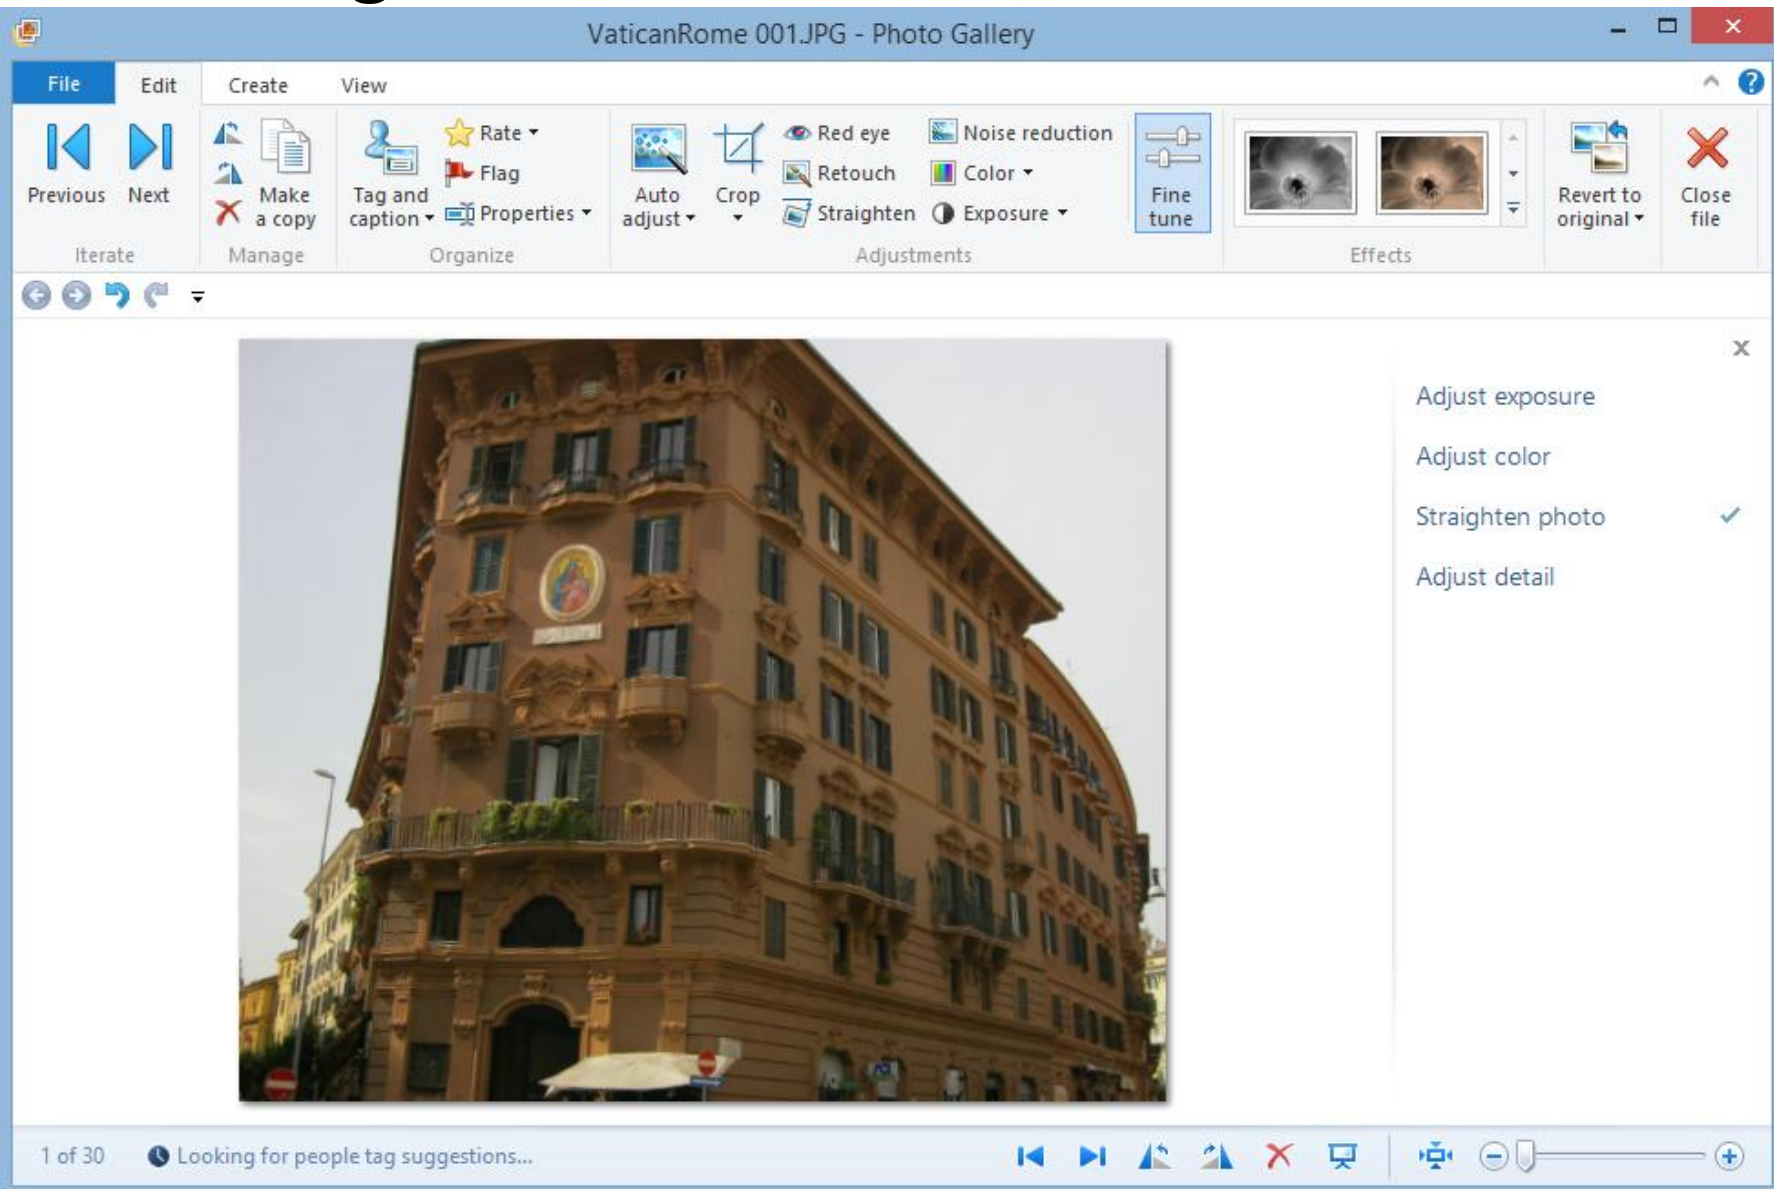 VaticanRome 001.JPG - Photo Gallery
File Edit Create View
Previous Next
Make a copy
Tag and caption
Rate
Flag
Properties
Auto adjust
Crop
Red eye
Retouch
Straighten
Noise reduction
Color
Exposure
Fine tune
Revert to original
Close file
Iterate Manage Organize Adjustments Effects
Adjust exposure
Adjust color
Straighten photo
Adjust detail
1 of 30 Looking for people tag suggestions...